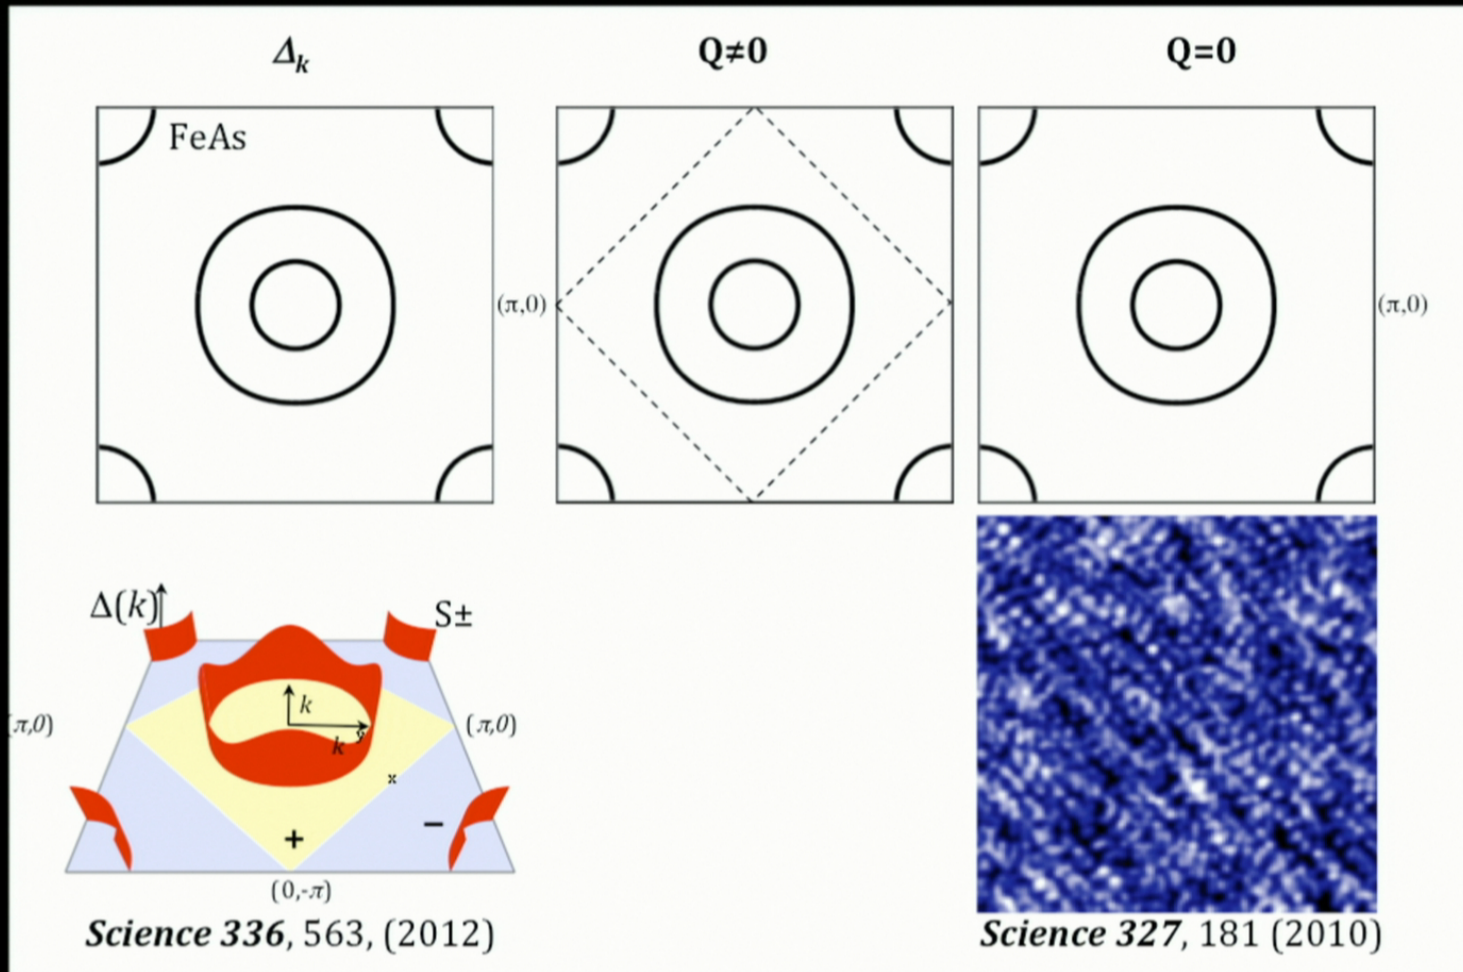 Δk
Q≠0
Q=0
FeAs
(π,0)
(π,0)
Δ(k)
S±
k
k
y
x
π,0)
(π,0)
+
−
(0,-π)
Science 336, 563, (2012)
Science 327, 181 (2010)